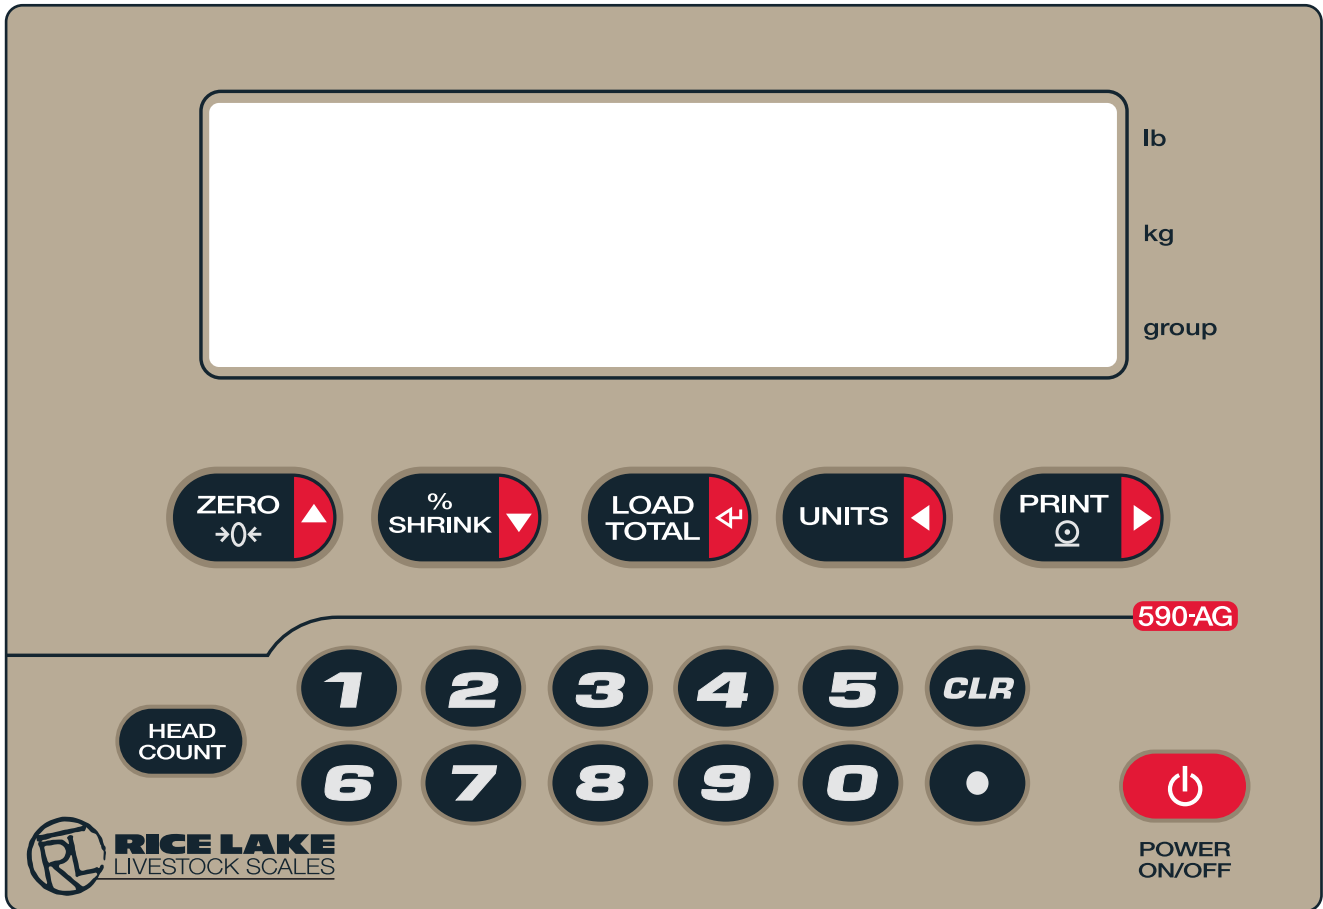 lb
kg
group
ZERO
→0←
%
SHRINK
LOAD
TOTAL
UNITS
PRINT
590-AG
1 2 3 4 5 CLR
HEAD
COUNT
6 7 8 9 0 •
RL
RICE LAKE
LIVESTOCK SCALES
POWER
ON/OFF